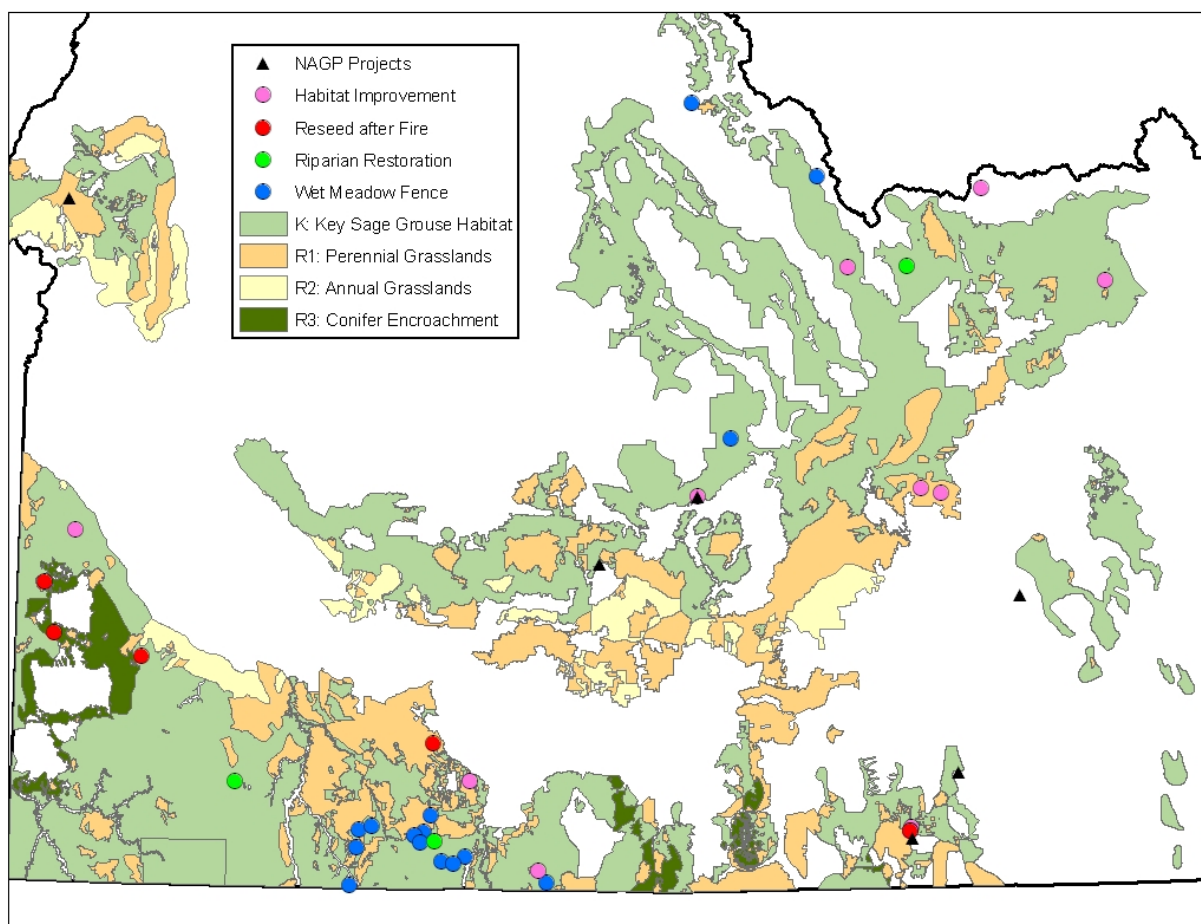 NAGP Projects
Habitat Improvement
Reseed after Fire
Riparian Restoration
Wet Meadow Fence
K: Key Sage Grouse Habitat
R1: Perennial Grasslands
R2: Annual Grasslands
R3: Conifer Encroachment